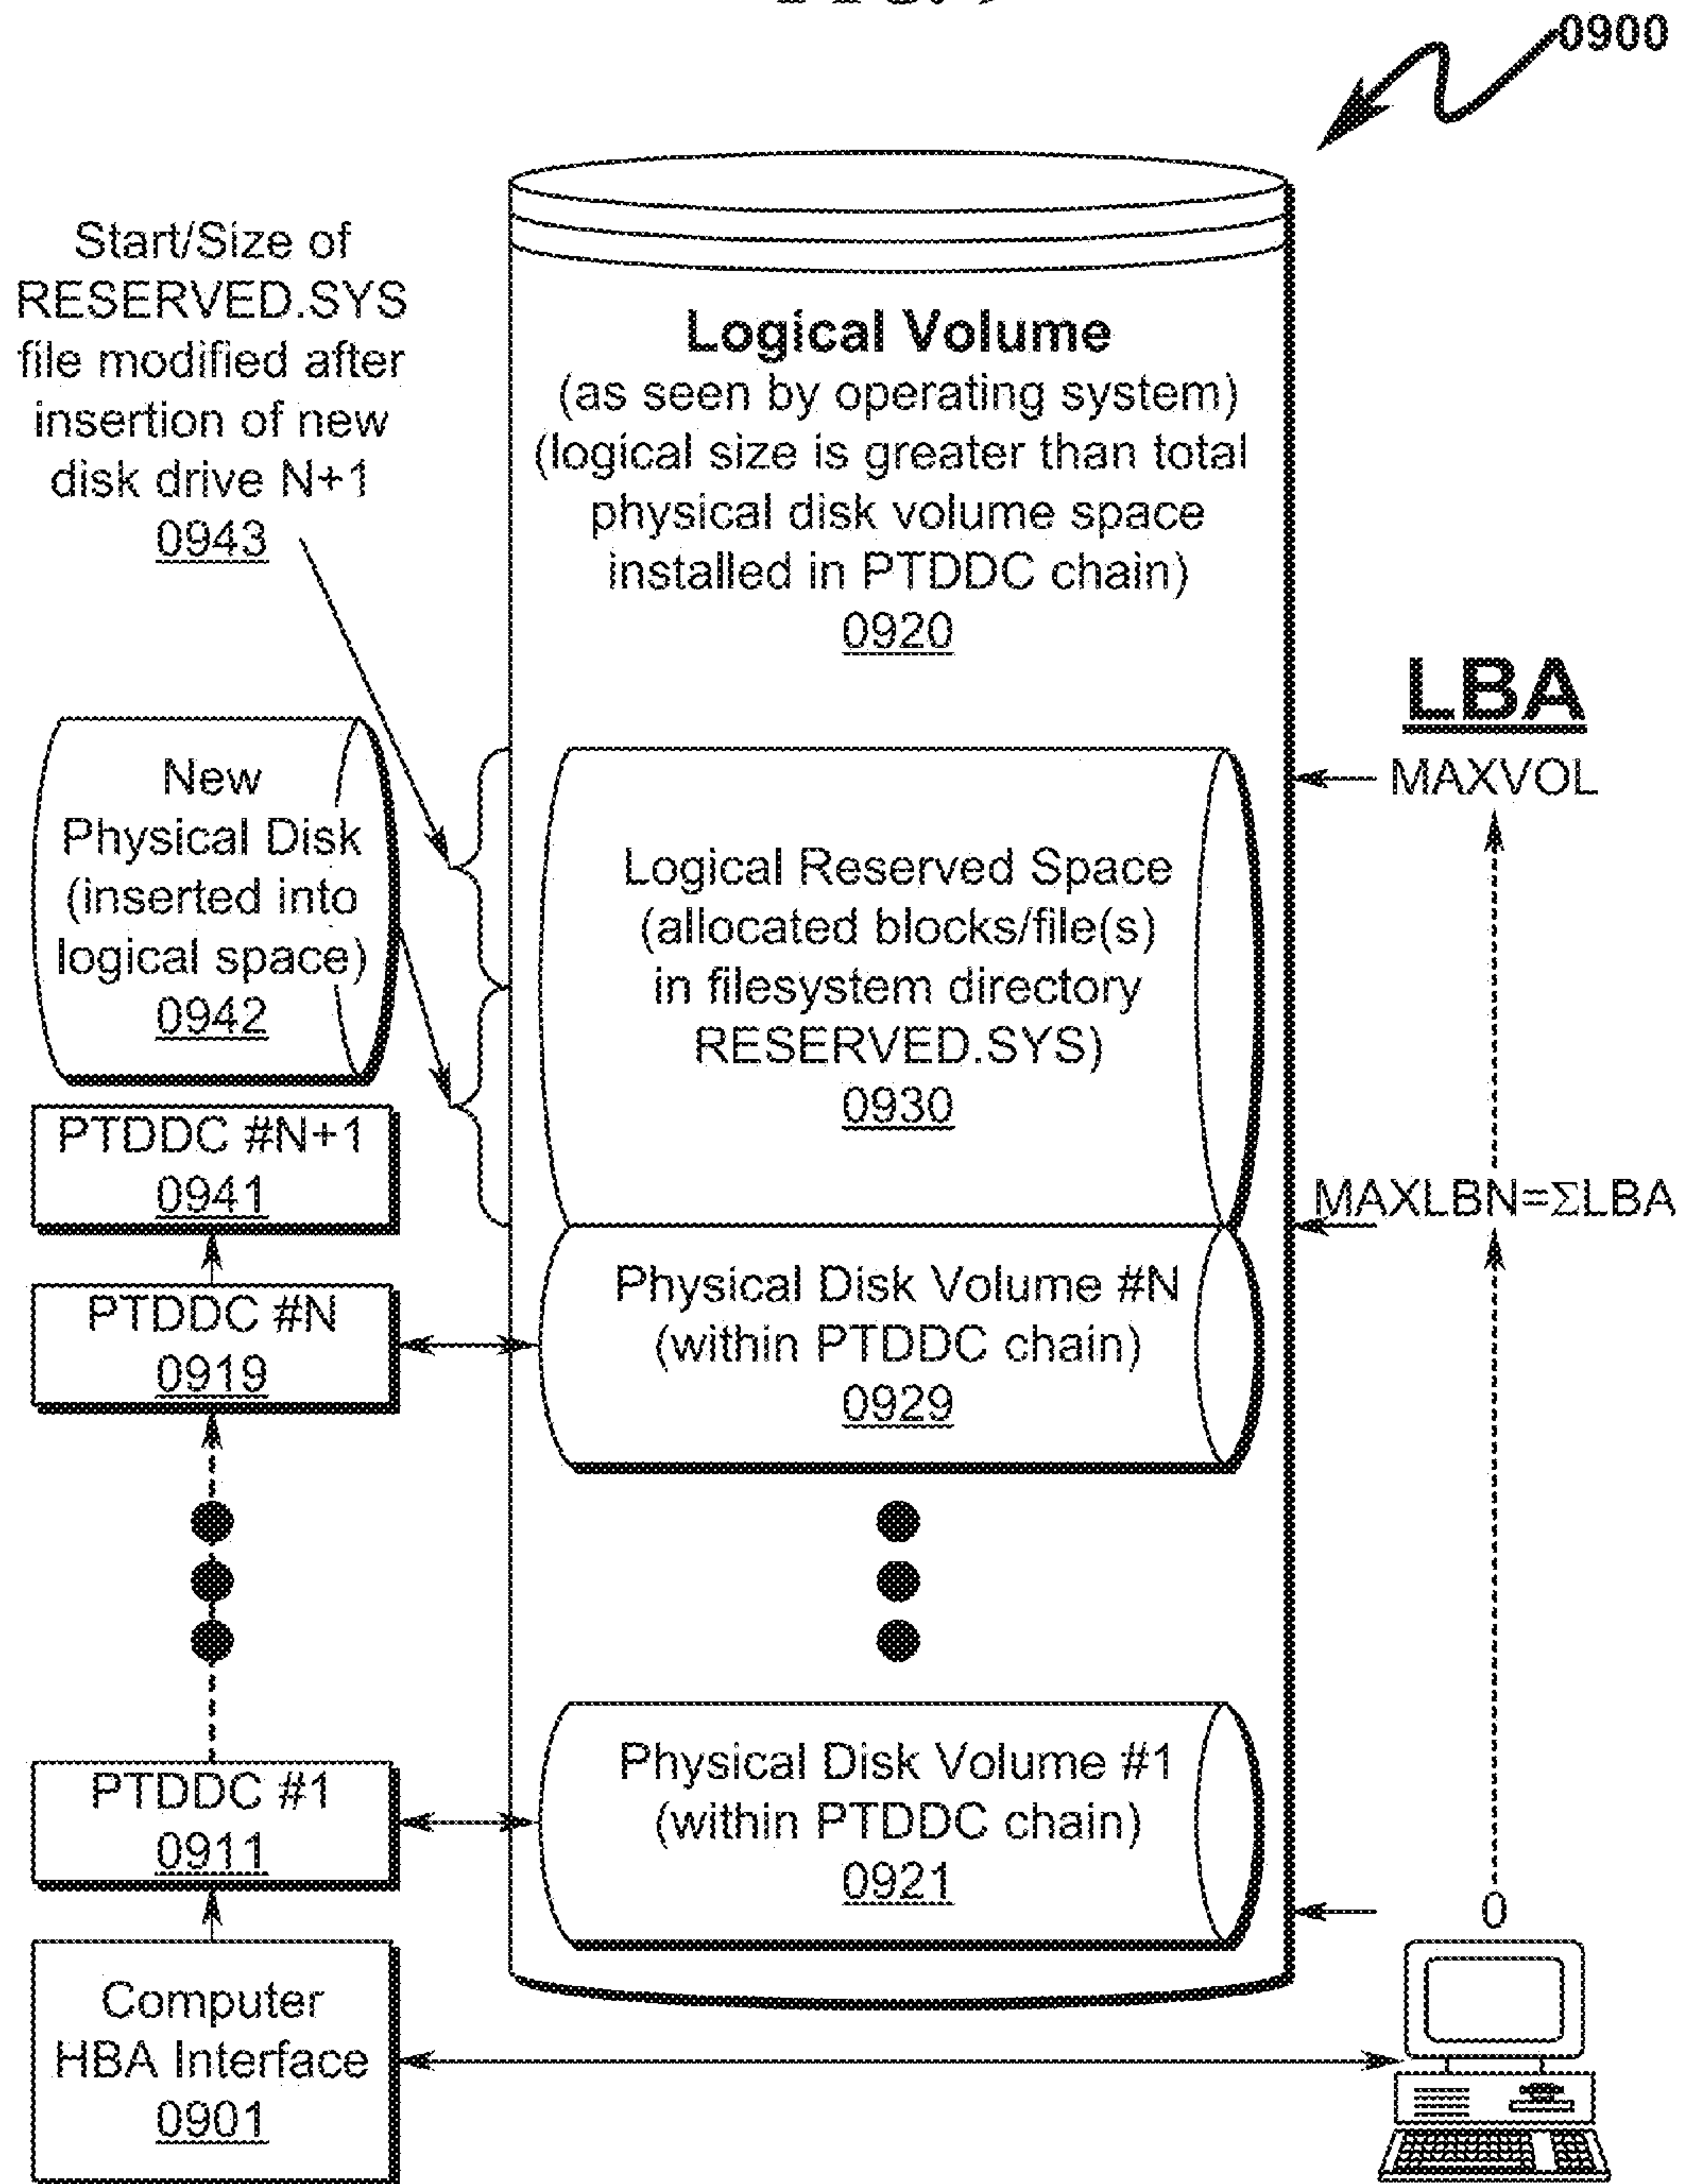 0900
Start/Size of
RESERVED.SYS
file modified after
insertion of new
disk drive N+1
0943
Logical Volume
(as seen by operating system)
(logical size is greater than total
physical disk volume space
installed in PTDDC chain)
0920
LBA
MAXVOL
New
Physical Disk
(inserted into
logical space)
0942
Logical Reserved Space
(allocated blocks/file(s)
in filesystem directory
RESERVED.SYS)
0930
PTDDC #N+1
0941
MAXLBN=ΣLBA
PTDDC #N
0919
Physical Disk Volume #N
(within PTDDC chain)
0929
PTDDC #1
0911
Physical Disk Volume #1
(within PTDDC chain)
0921
0
Computer
HBA Interface
0901